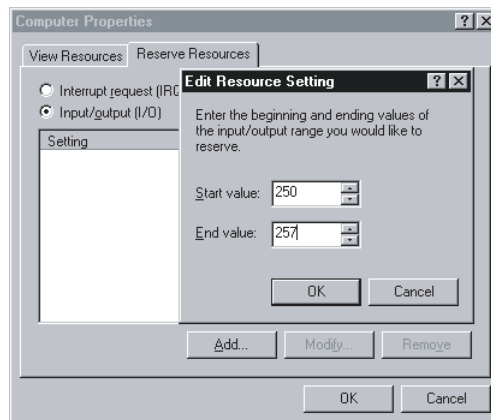 Computer Properties
View Resources
Reserve Resources
Interrupt request (IRQ
Input/output (I/O)
Setting
Edit Resource Setting
Enter the beginning and ending values of
the input/output range you would like to
reserve.
Start value: 250
End value: 257
OK
Cancel
Add...
Modify...
Remove
OK
Cancel